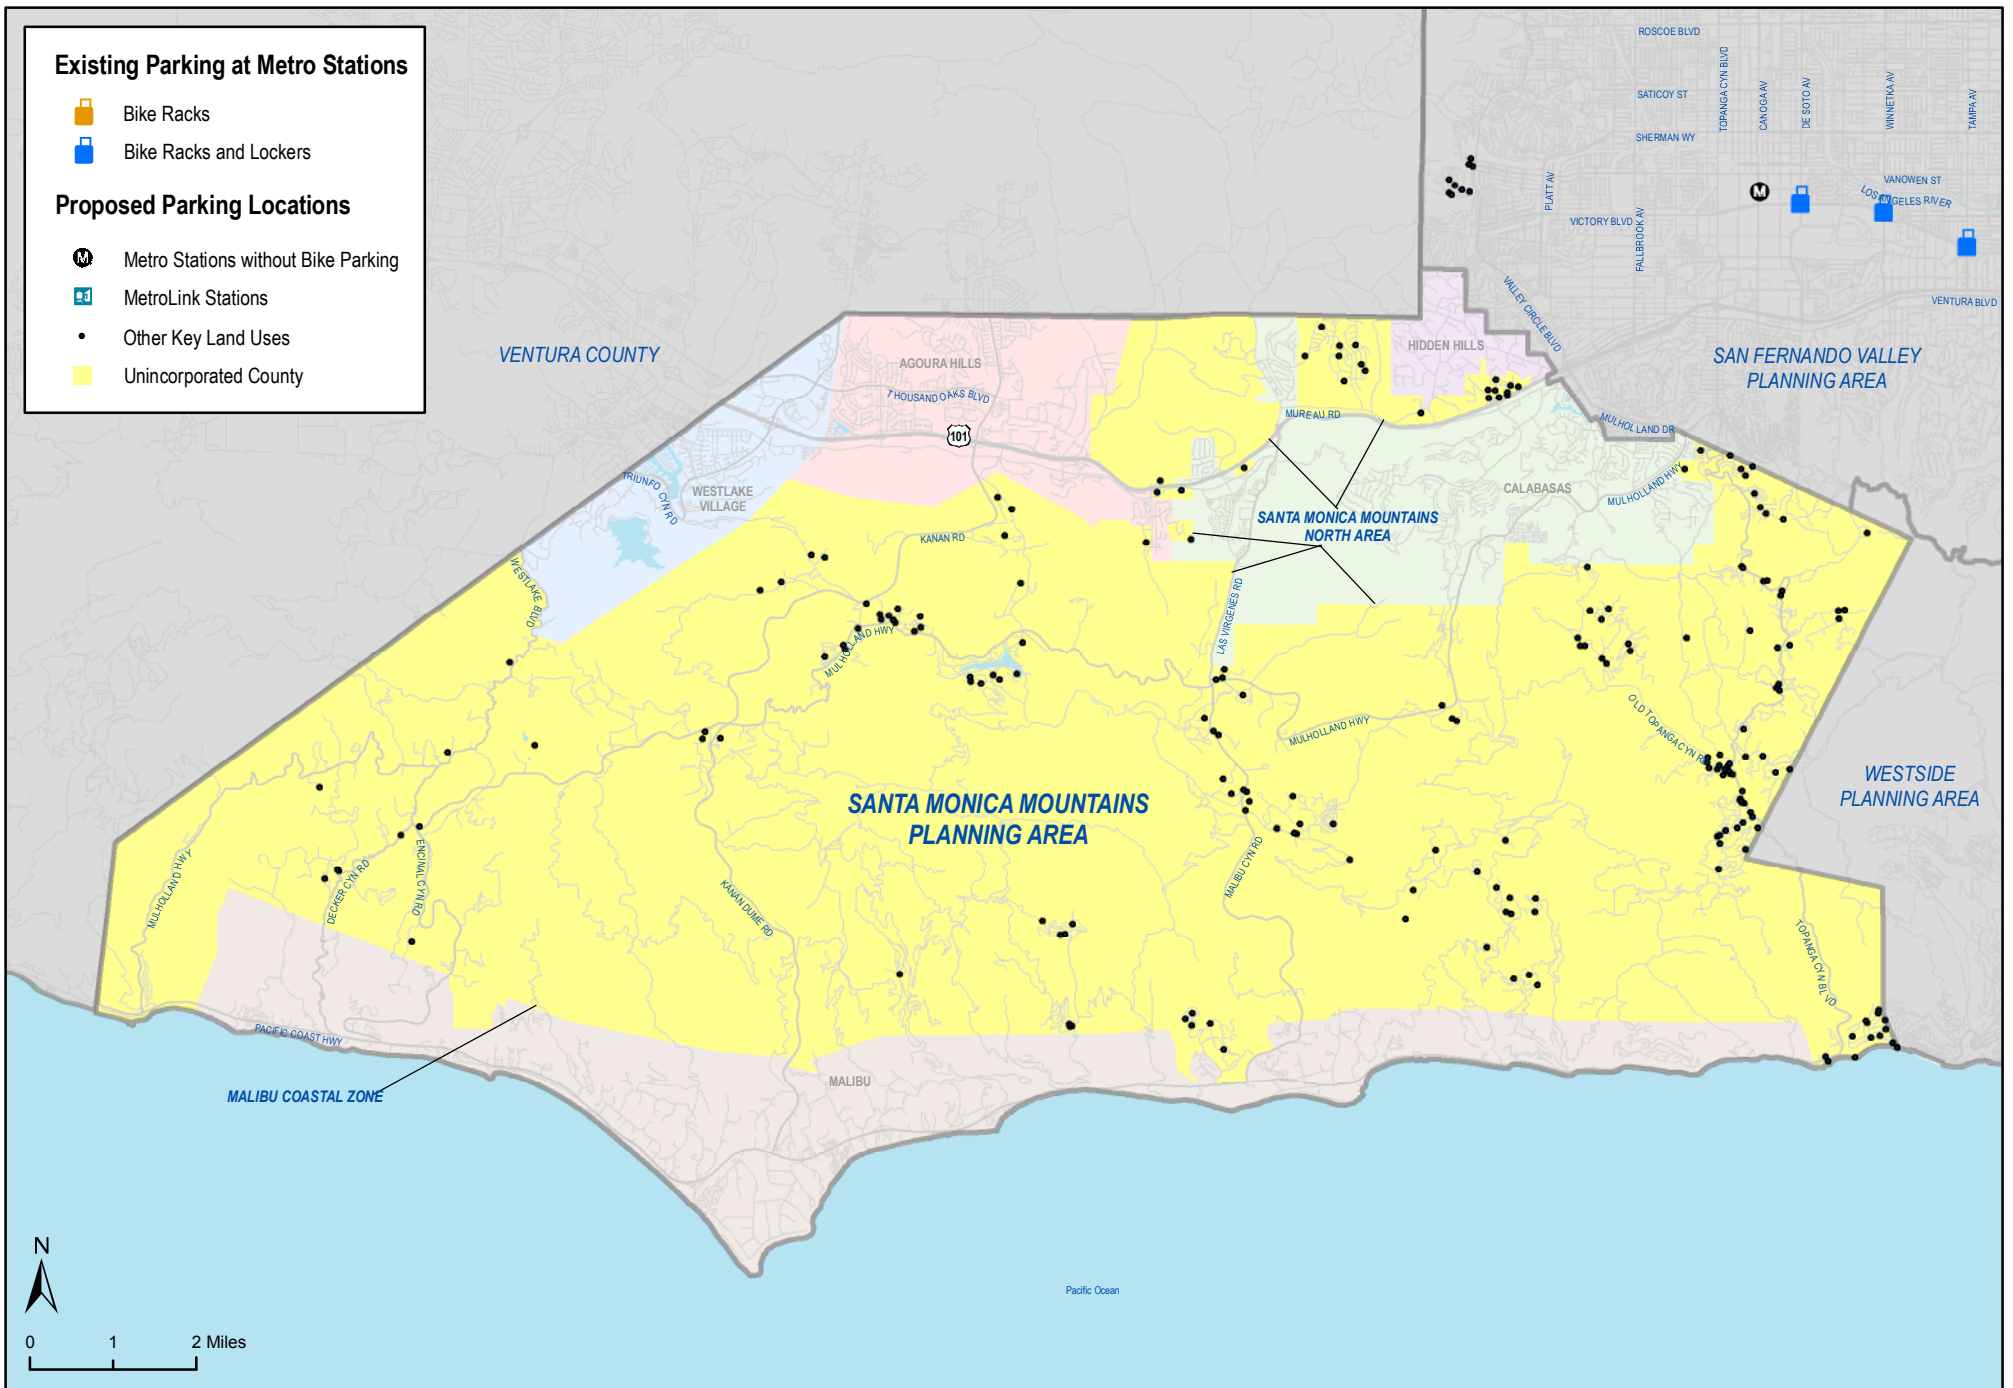 Existing Parking at Metro Stations
Bike Racks
Bike Racks and Lockers
Proposed Parking Locations
M
Metro Stations without Bike Parking
MetroLink Stations
Other Key Land Uses
Unincorporated County
ROSCOE BLVD
SATICOY ST
SHERMAN WY
TOPANGA CYN BLVD
CANOGA AV
DE SOTO AV
WINNETKA AV
TAMPA AV
PLATT AV
FALLBROOK AV
VICTORY BLVD
VANOWEN ST
LOS ANGELES RIVER
M
VENTURA BLVD
VALLEY CIRCLE BLVD
VENTURA COUNTY
SAN FERNANDO VALLEY
PLANNING AREA
AGOURA HILLS
THOUSAND OAKS BLVD
101
HIDDEN HILLS
MUREAU RD
MULHOLLAND DR
MULHOLLAND HWY
CALABASAS
TRIUNFO CYN RD
WESTLAKE
VILLAGE
SANTA MONICA MOUNTAINS
NORTH AREA
KANAN RD
WESTLAKE BLVD
LAS VIRGENES RD
MULHOLLAND HWY
MULHOLLAND HWY
OLD TOPANGA CYN RD
WESTSIDE
PLANNING AREA
SANTA MONICA MOUNTAINS
PLANNING AREA
MULHOLLAND HWY
DECKER CYN RD
ENCINAL CYN RD
KANAN DUME RD
MALIBU CYN RD
TOPANGA CYN BLVD
PACIFIC COAST HWY
MALIBU
MALIBU COASTAL ZONE
Pacific Ocean
N
0 1 2 Miles